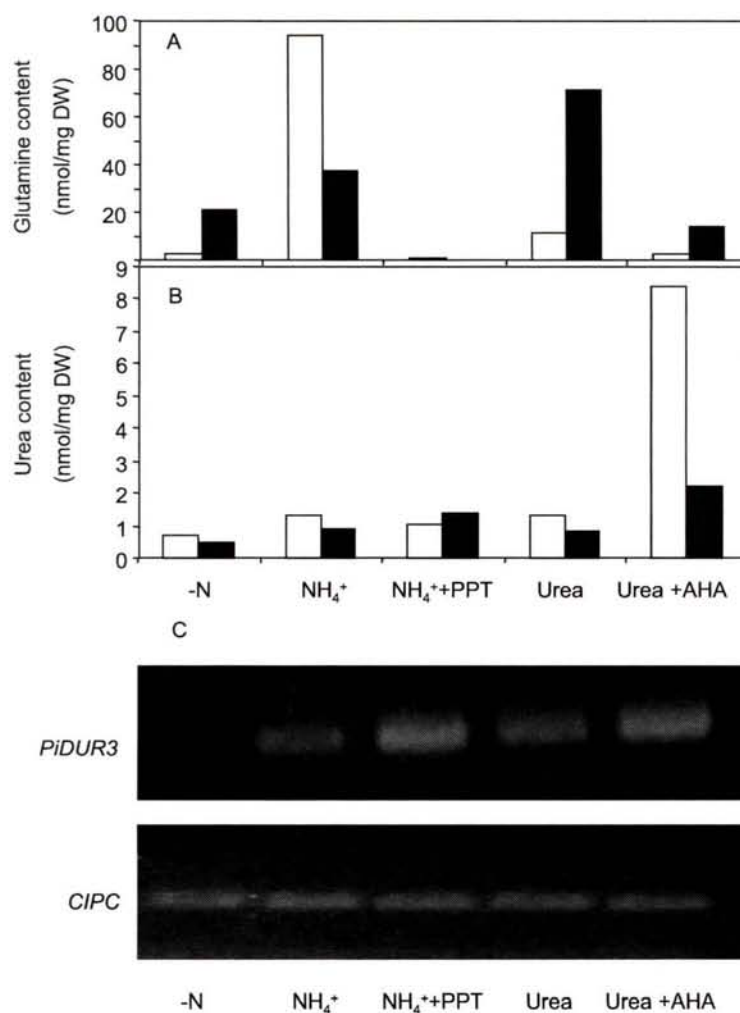 A
Glutamine content
(nmol/mg DW)
100
80
60
40
20
B
Urea content
(nmol/mg DW)
9
8
7
6
5
4
3
2
1
0
-N NH₄⁺ NH₄⁺+PPT Urea Urea +AHA
C
PiDUR3
CIPC
-N NH₄⁺ NH₄⁺+PPT Urea Urea +AHA